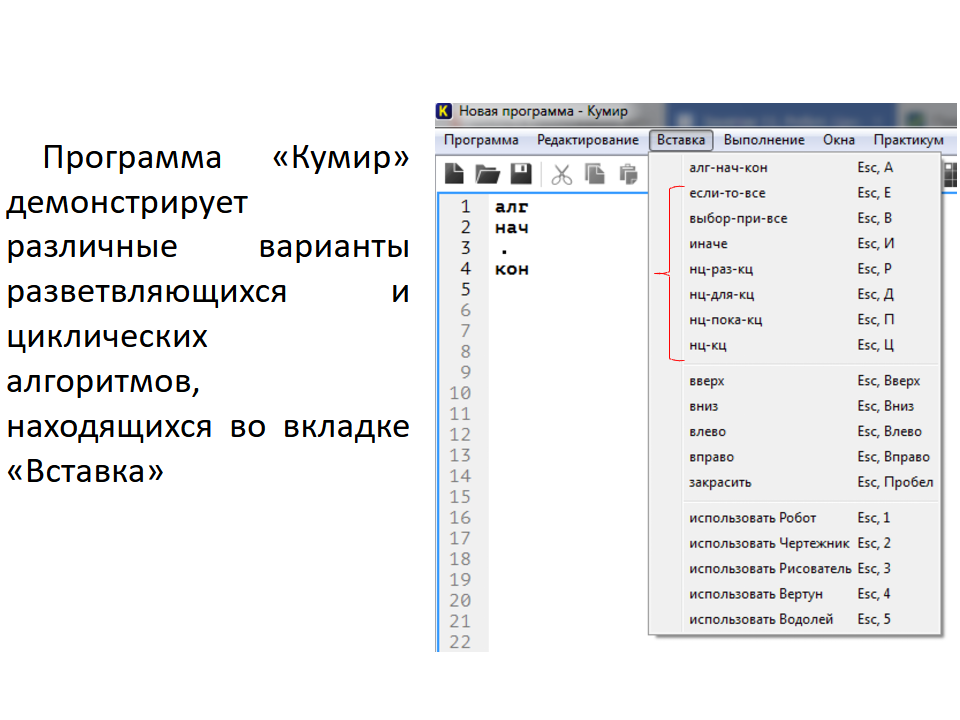 Программа «Кумир»
демонстрирует
различные варианты
разветвляющихся и
циклических
алгоритмов,
находящихся во вкладке
«Вставка»
Новая программа - Кумир
Программа Редактирование Вставка Выполнение Окна Практикум
алг-нач-кон Esc, А
если-то-все Esc, Е
выбор-при-все Esc, В
иначе Esc, И
нц-раз-кц Esc, Р
нц-для-кц Esc, Д
нц-пока-кц Esc, П
нц-кц Esc, Ц
вверх Esc, Вверх
вниз Esc, Вниз
влево Esc, Влево
вправо Esc, Вправо
закрасить Esc, Пробел
использовать Робот Esc, 1
использовать Чертежник Esc, 2
использовать Рисователь Esc, 3
использовать Вертун Esc, 4
использовать Водолей Esc, 5
1 алг
2 нач
3 .
4 кон
5
6
7
8
9
10
11
12
13
14
15
16
17
18
19
20
21
22